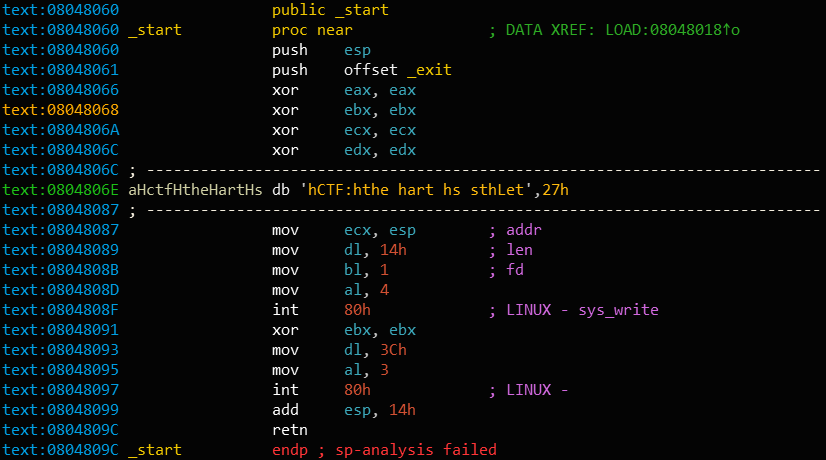 text:08048060 public _start
text:08048060 _start proc near ; DATA XREF: LOAD:08048018↑o
text:08048060 push esp
text:08048061 push offset _exit
text:08048066 xor eax, eax
text:08048068 xor ebx, ebx
text:0804806A xor ecx, ecx
text:0804806C xor edx, edx
text:0804806C ; ---------------------------------------------------------------------------
text:0804806E aHctfHtheHartHs db 'hCTF:hthe hart hs sthLet',27h
text:08048087 ; ---------------------------------------------------------------------------
text:08048087 mov ecx, esp ; addr
text:08048089 mov dl, 14h ; len
text:0804808B mov bl, 1 ; fd
text:0804808D mov al, 4
text:0804808F int 80h ; LINUX - sys_write
text:08048091 xor ebx, ebx
text:08048093 mov dl, 3Ch
text:08048095 mov al, 3
text:08048097 int 80h ; LINUX -
text:08048099 add esp, 14h
text:0804809C retn
text:0804809C _start endp ; sp-analysis failed